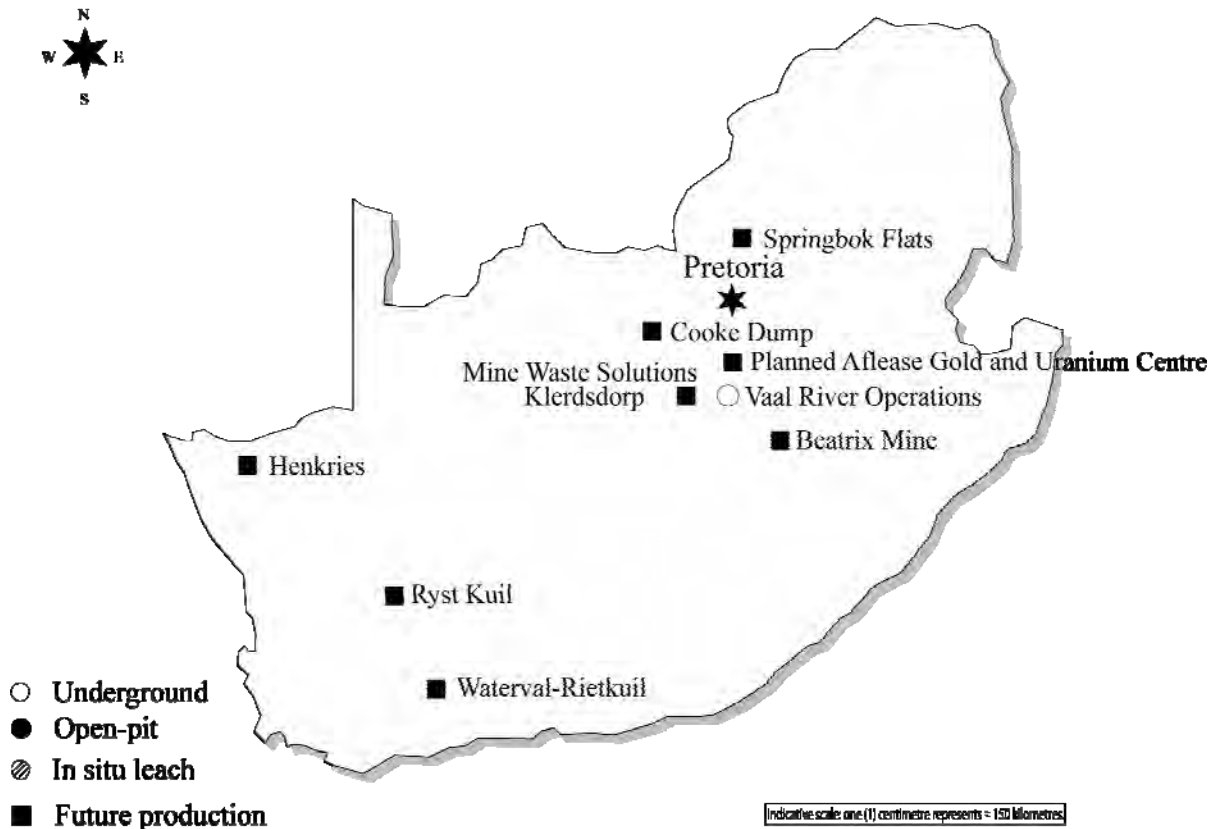 N
W E
S
Springbok Flats
Pretoria
Cooke Dump
Planned Aflease Gold and Uranium Centre
Mine Waste Solutions
Klerdsdorp
Vaal River Operations
Beatrix Mine
Henkries
Ryst Kuil
Waterval-Rietkuil
Underground
Open-pit
In situ leach
Future production
Indicative scale: one (1) centimetre represents ≈ 150 kilometres.